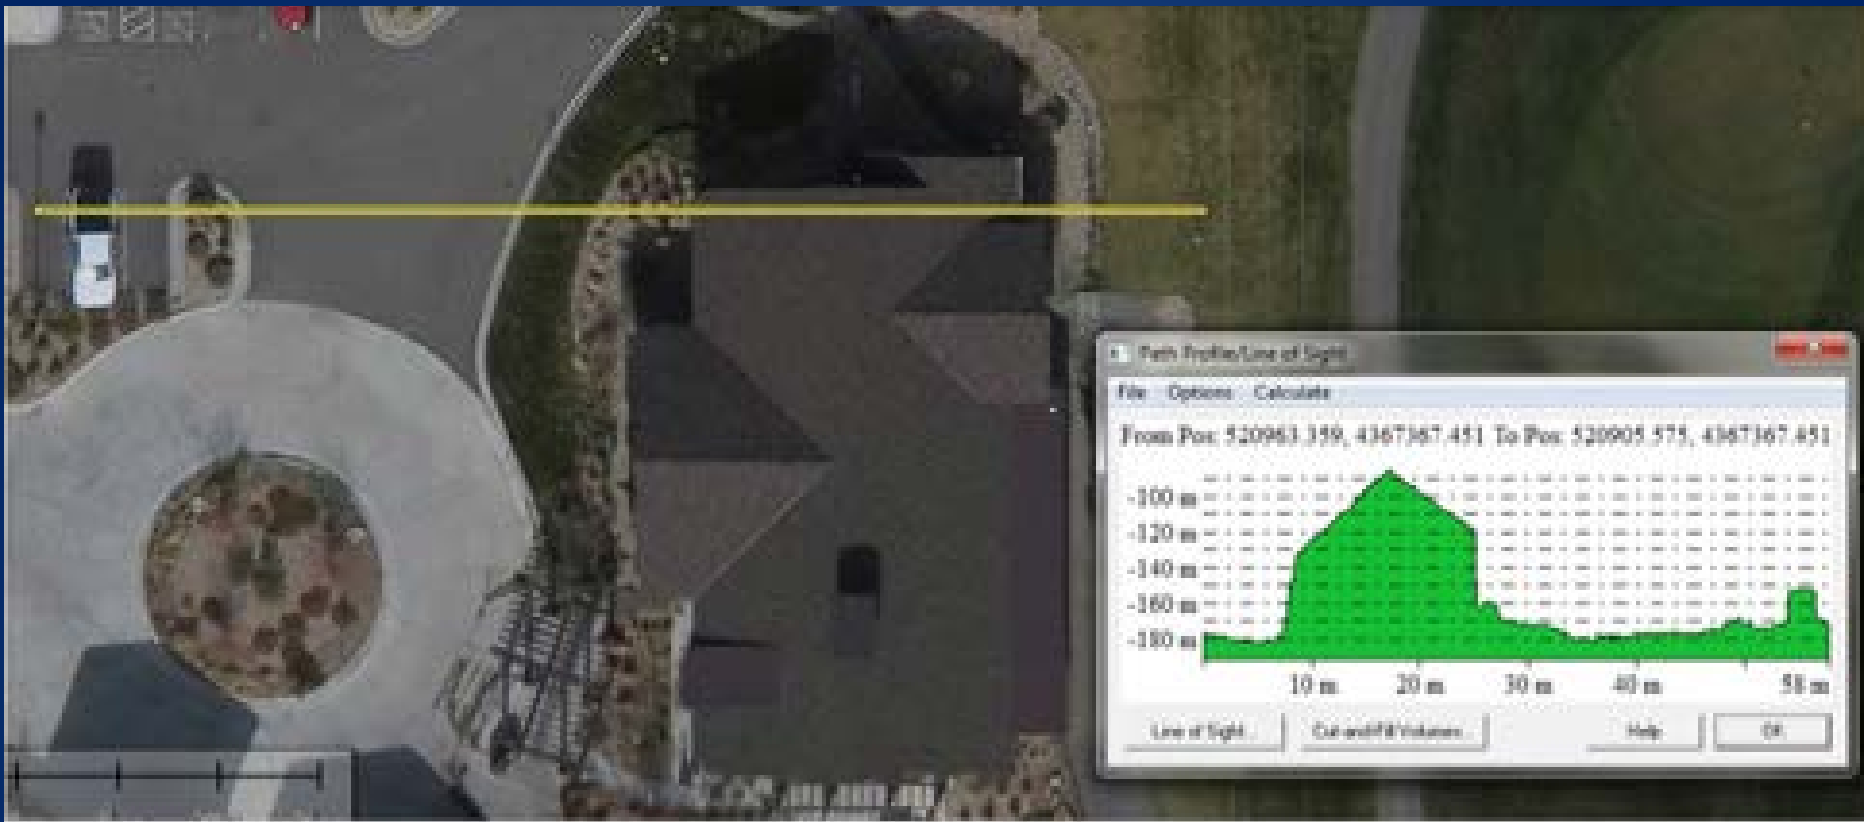 Path Profile/Line of Sight
File Options Calculate
From Pos: 520963.359, 4367367.451 To Pos: 520905.575, 4367367.451
-100 m
-120 m
-140 m
-160 m
-180 m
10 m 20 m 30 m 40 m 58 m
Line of Sight... Cut-and-Fill Volumes... Help OK